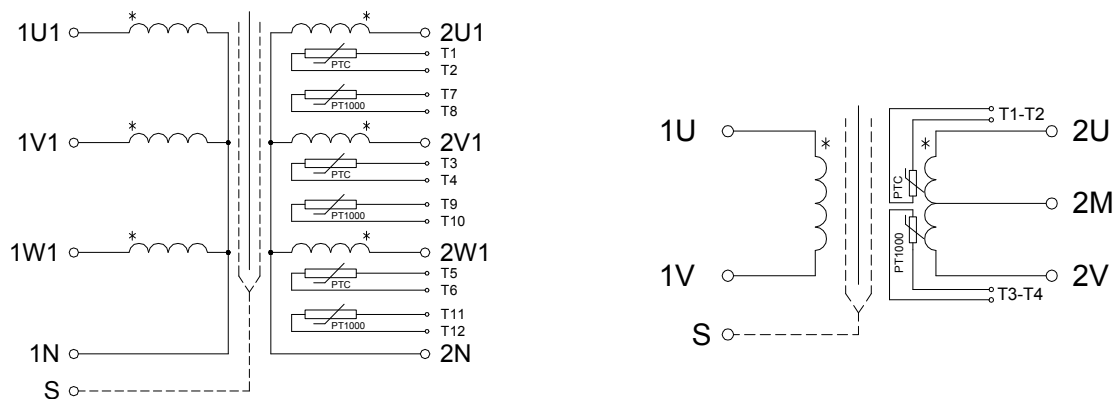 * *
1U1 2U1
T1
PTC T2
T7
PT1000 T8
* *
1V1 2V1
T3
PTC T4
T9
PT1000 T10
* *
1W1 2W1
T5
PTC T6
T11
PT1000 T12
1N 2N
S
T1-T2
1U * * 2U
PTC
2M
PT1000
1V 2V
T3-T4
S